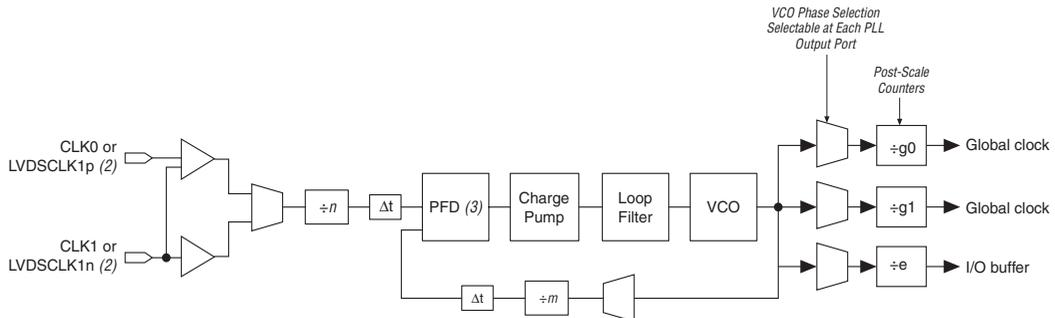 VCO Phase Selection
Selectable at Each PLL
Output Port
Post-Scale
Counters
CLK0 or
LVDSCLK1p (2)
÷g0
Global clock
÷n
Δt
PFD (3)
Charge
Pump
Loop
Filter
VCO
÷g1
Global clock
CLK1 or
LVDSCLK1n (2)
÷e
I/O buffer
Δt
÷m